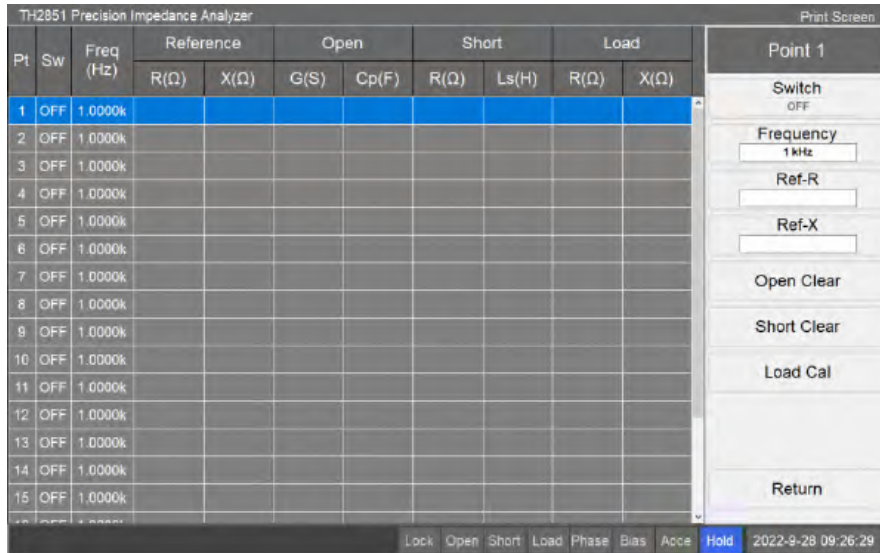 TH2851 Precision Impedance Analyzer Print Screen
Pt Sw Freq (Hz) Reference Open Short Load
R(Ω) X(Ω) G(S) Cp(F) R(Ω) Ls(H) R(Ω) X(Ω)
1 OFF 1.0000k
2 OFF 1.0000k
3 OFF 1.0000k
4 OFF 1.0000k
5 OFF 1.0000k
6 OFF 1.0000k
7 OFF 1.0000k
8 OFF 1.0000k
9 OFF 1.0000k
10 OFF 1.0000k
11 OFF 1.0000k
12 OFF 1.0000k
13 OFF 1.0000k
14 OFF 1.0000k
15 OFF 1.0000k
Point 1
Switch
OFF
Frequency
1 kHz
Ref-R
Ref-X
Open Clear
Short Clear
Load Cal
Return
Lock Open Short Load Phase Bias Acce Hold 2022-9-28 09:26:29